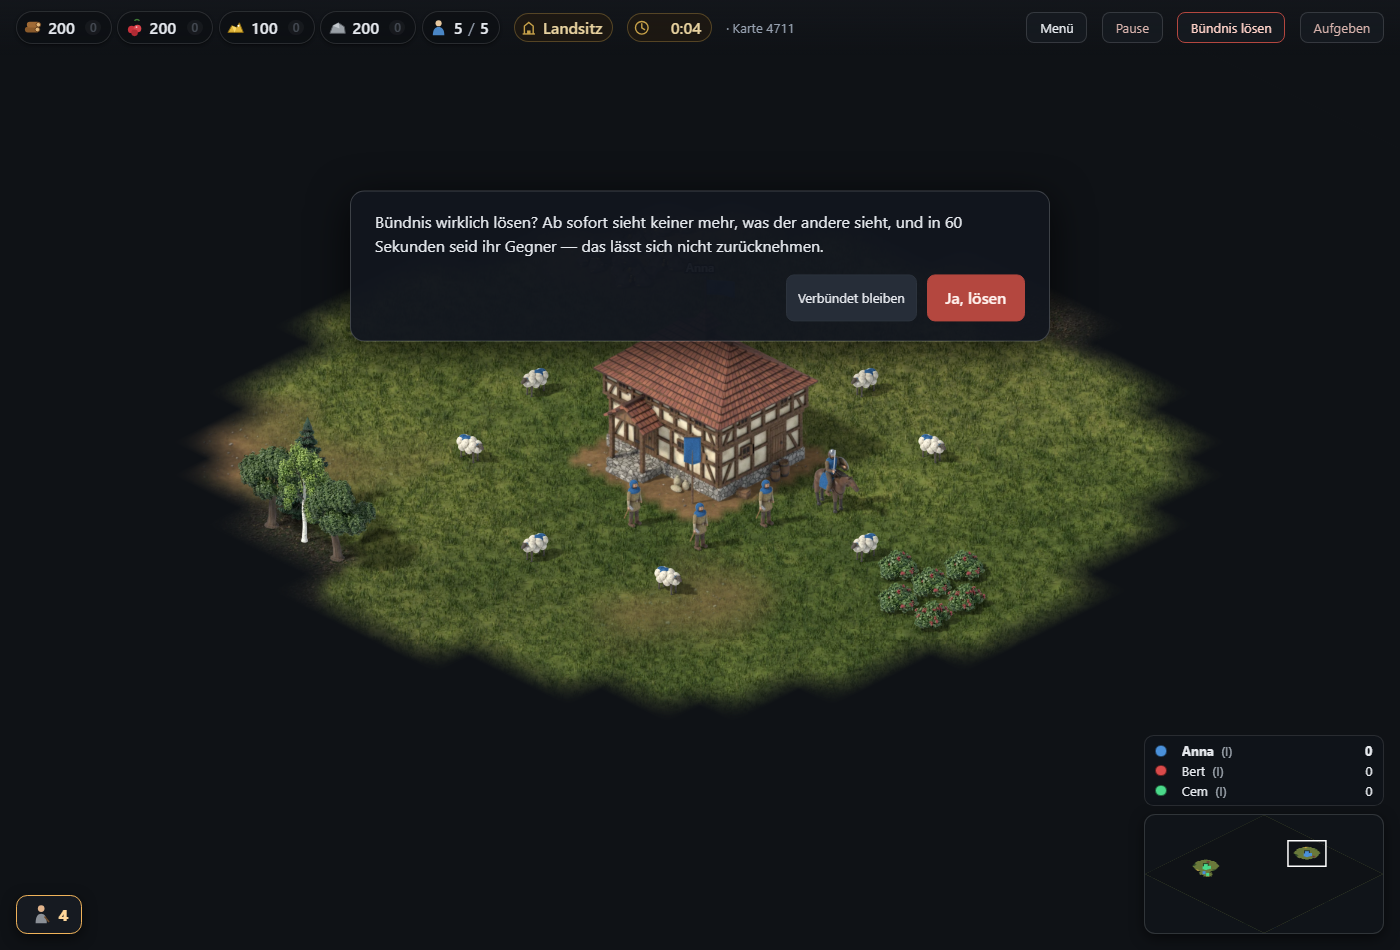 200 0 200 0 100 0 200 0 5 / 5 Landsitz 0:04 · Karte 4711 Menü Pause Bündnis lösen Aufgeben
Bündnis wirklich lösen? Ab sofort sieht keiner mehr, was der andere sieht, und in 60
Sekunden seid ihr Gegner — das lässt sich nicht zurücknehmen.
Anna
Verbündet bleiben Ja, lösen
Anna (I) 0
Bert (I) 0
Cem (I) 0
4